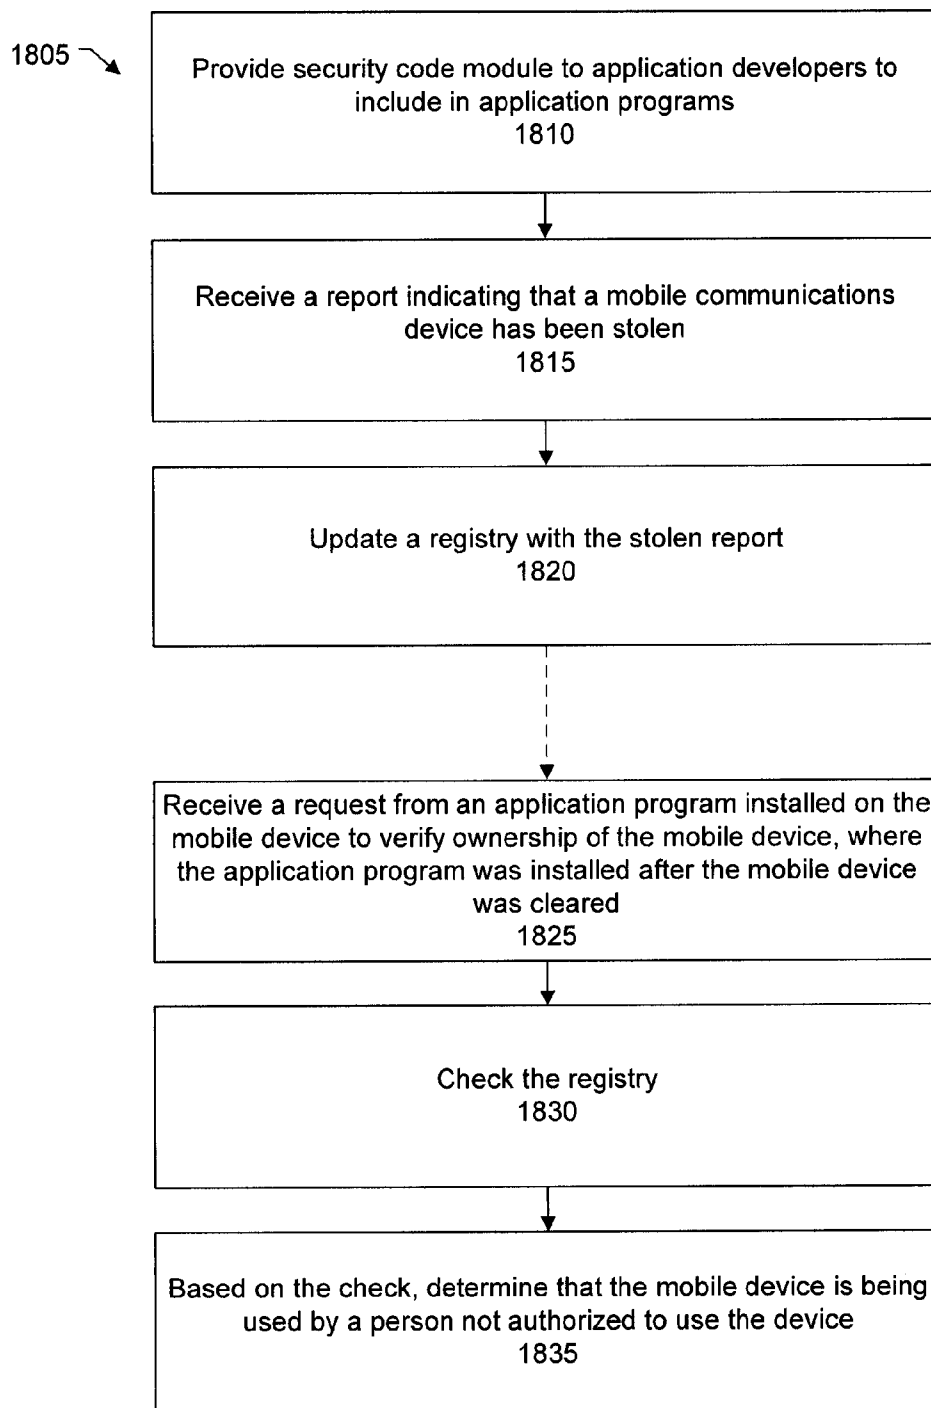 1805
Provide security code module to application developers to
include in application programs
1810
Receive a report indicating that a mobile communications
device has been stolen
1815
Update a registry with the stolen report
1820
Receive a request from an application program installed on the
mobile device to verify ownership of the mobile device, where
the application program was installed after the mobile device
was cleared
1825
Check the registry
1830
Based on the check, determine that the mobile device is being
used by a person not authorized to use the device
1835